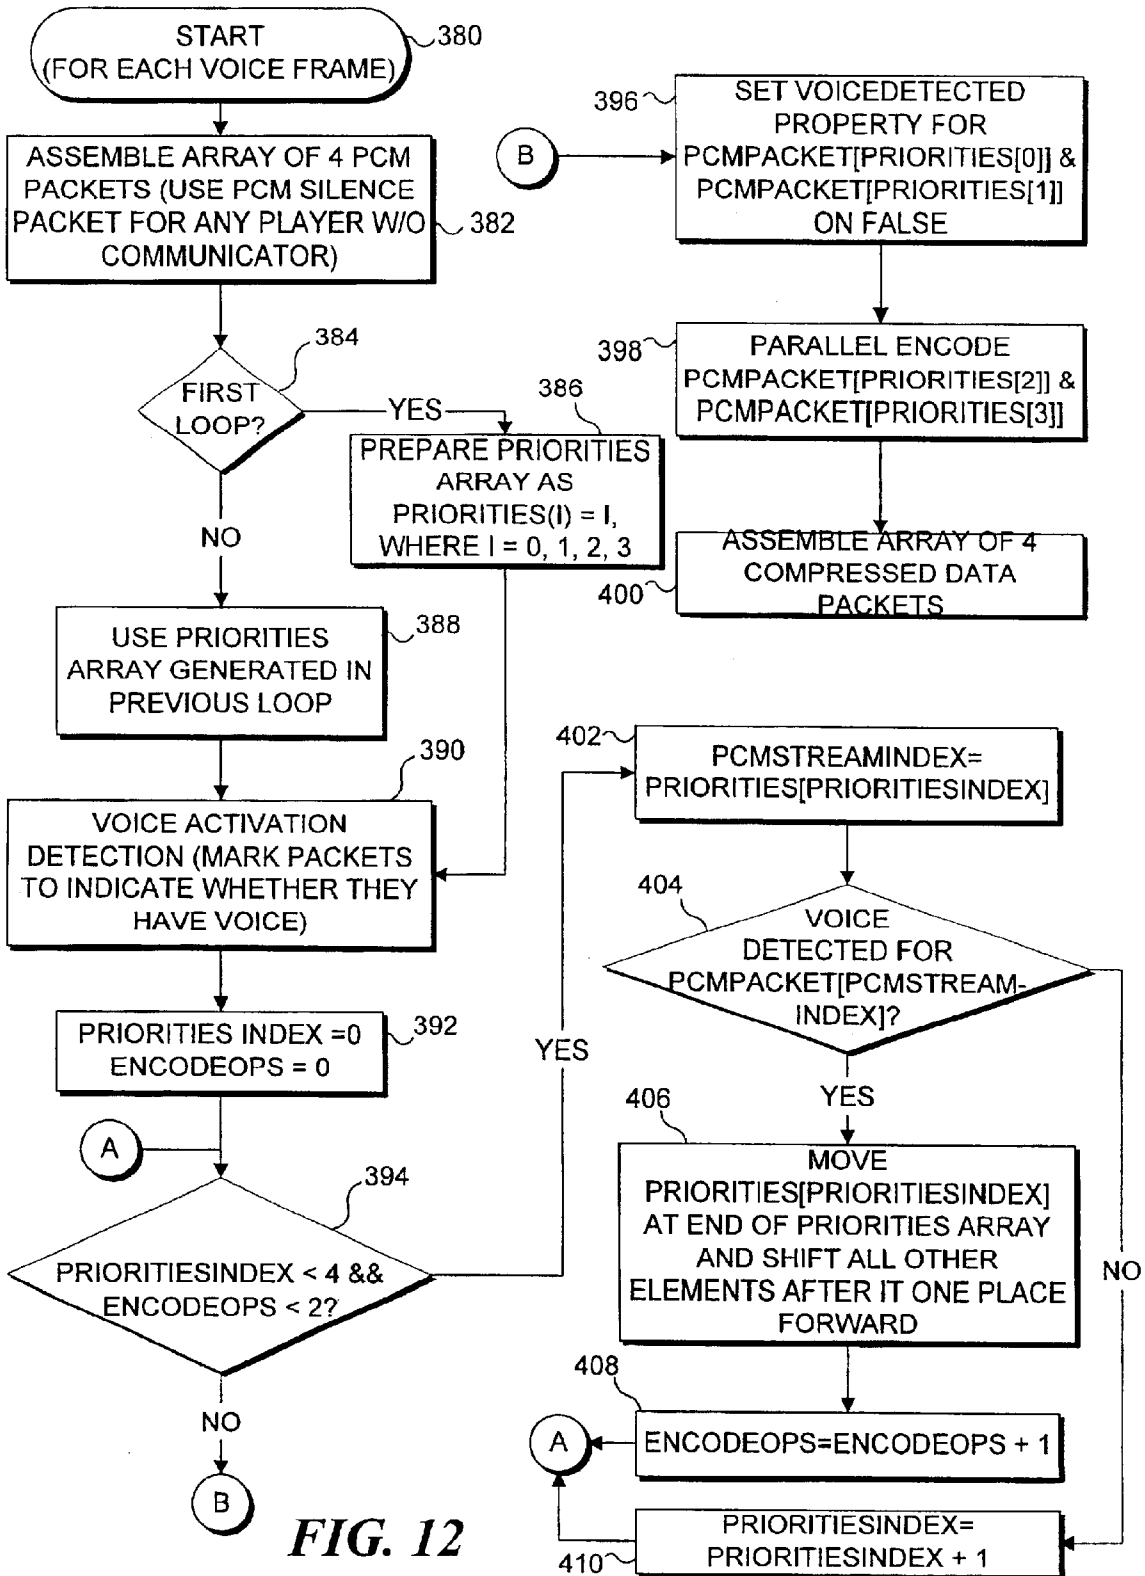 START
(FOR EACH VOICE FRAME)
380
ASSEMBLE ARRAY OF 4 PCM
PACKETS (USE PCM SILENCE
PACKET FOR ANY PLAYER W/O
COMMUNICATOR)
382
FIRST
LOOP?
384
YES
386
PREPARE PRIORITIES
ARRAY AS
PRIORITIES(I) = I,
WHERE I = 0, 1, 2, 3
NO
388
USE PRIORITIES
ARRAY GENERATED IN
PREVIOUS LOOP
390
VOICE ACTIVATION
DETECTION (MARK PACKETS
TO INDICATE WHETHER THEY
HAVE VOICE)
PRIORITIES INDEX =0
ENCODEOPS = 0
392
A
394
PRIORITIESINDEX < 4 &&
ENCODEOPS < 2?
YES
NO
B
B
396
SET VOICEDETECTED
PROPERTY FOR
PCMPACKET[PRIORITIES[0]] &
PCMPACKET[PRIORITIES[1]]
ON FALSE
398
PARALLEL ENCODE
PCMPACKET[PRIORITIES[2]] &
PCMPACKET[PRIORITIES[3]]
ASSEMBLE ARRAY OF 4
COMPRESSED DATA
PACKETS
400
402
PCMSTREAMINDEX=
PRIORITIES[PRIORITIESINDEX]
404
VOICE
DETECTED FOR
PCMPACKET[PCMSTREAM-
INDEX]?
YES
NO
406
MOVE
PRIORITIES[PRIORITIESINDEX]
AT END OF PRIORITIES ARRAY
AND SHIFT ALL OTHER
ELEMENTS AFTER IT ONE PLACE
FORWARD
408
A
ENCODEOPS=ENCODEOPS + 1
410
PRIORITIESINDEX=
PRIORITIESINDEX + 1
FIG. 12